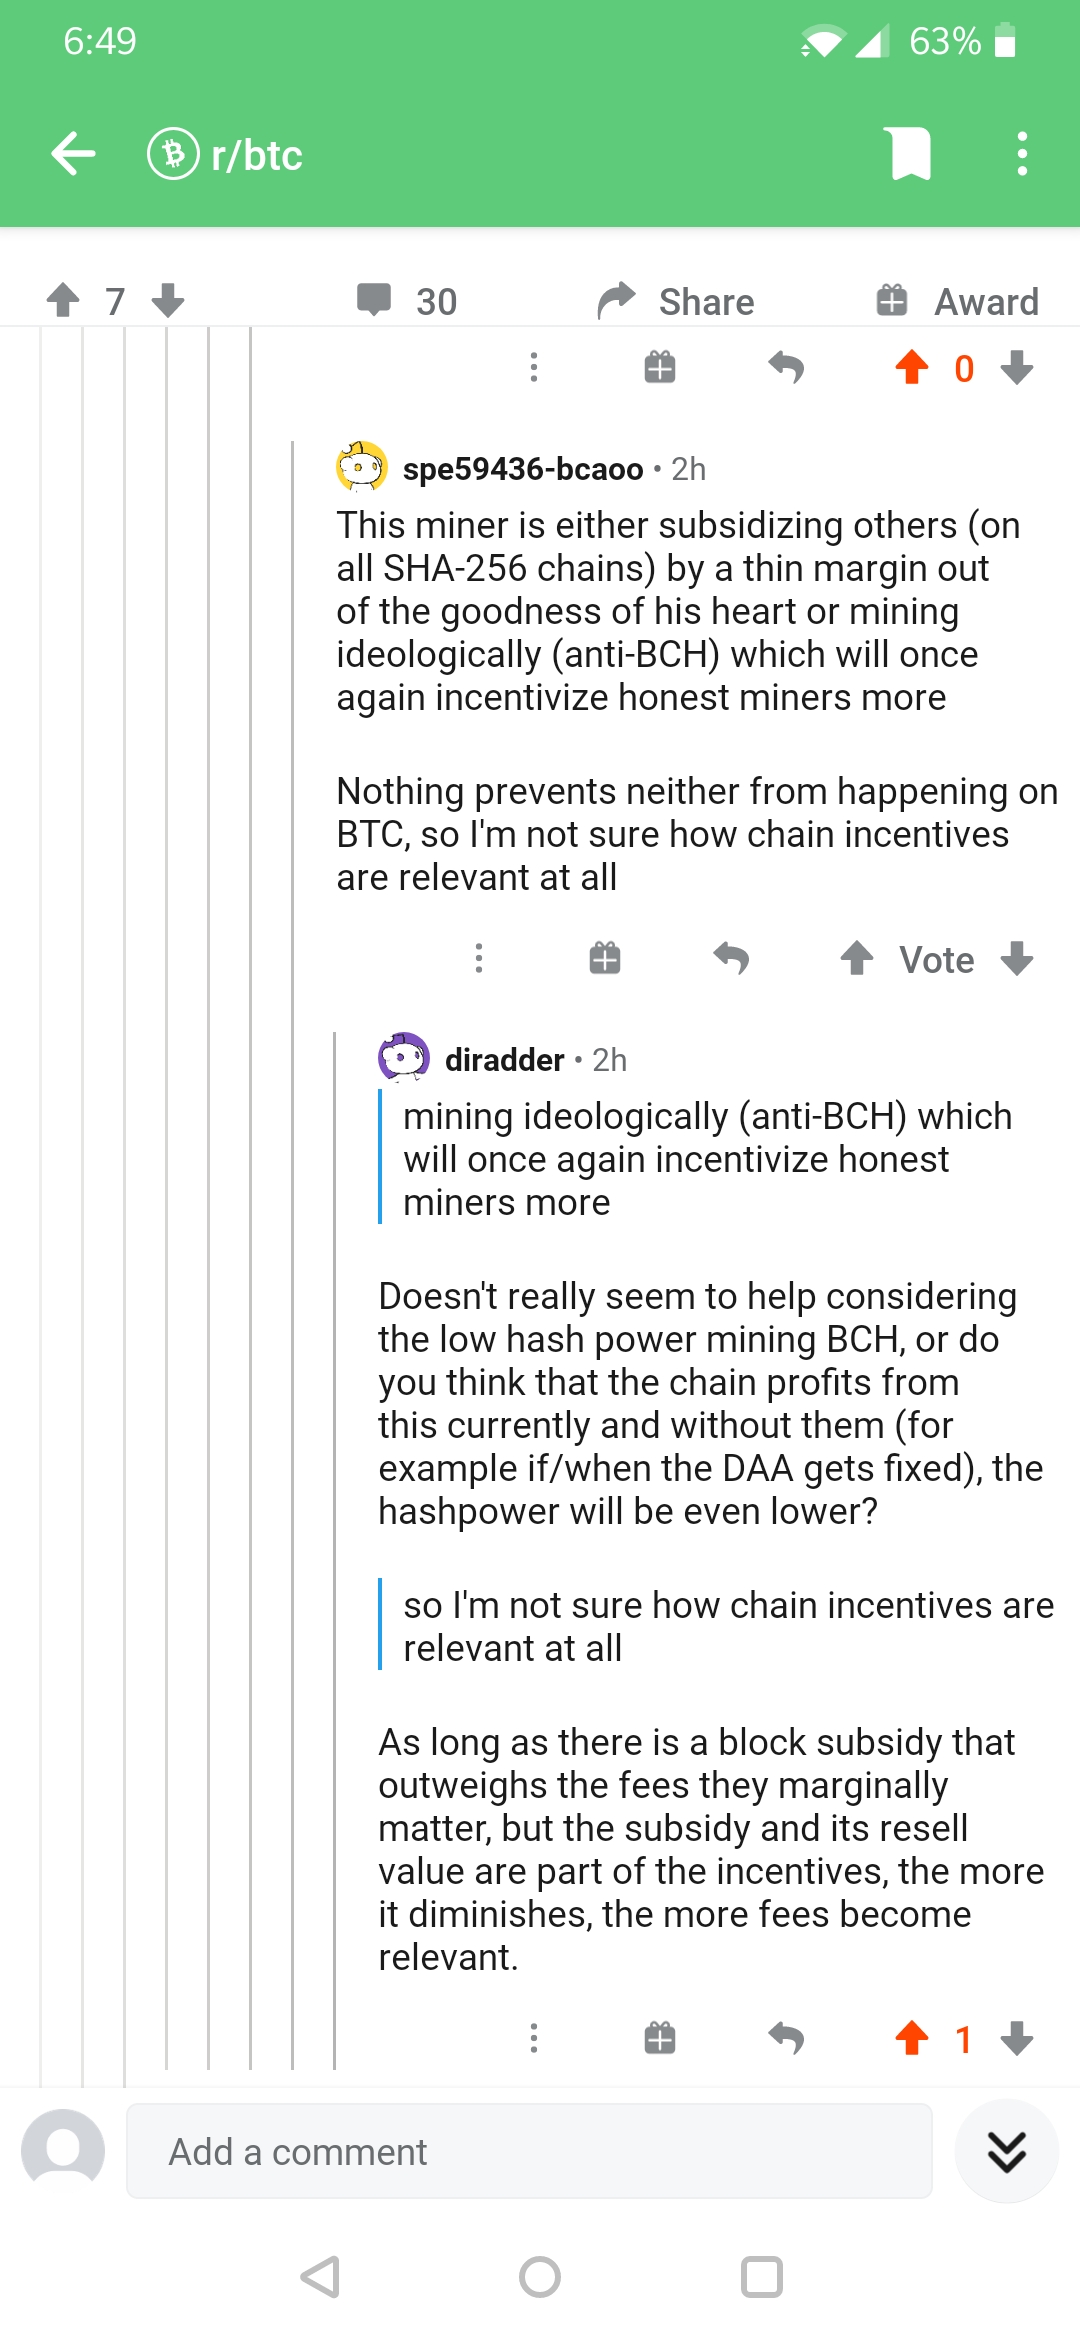 6:49
63%
r/btc
7
30
Share
Award
0
spe59436-bcaoo • 2h
This miner is either subsidizing others (on
all SHA-256 chains) by a thin margin out
of the goodness of his heart or mining
ideologically (anti-BCH) which will once
again incentivize honest miners more
Nothing prevents neither from happening on
BTC, so I'm not sure how chain incentives
are relevant at all
Vote
diradder • 2h
mining ideologically (anti-BCH) which
will once again incentivize honest
miners more
Doesn't really seem to help considering
the low hash power mining BCH, or do
you think that the chain profits from
this currently and without them (for
example if/when the DAA gets fixed), the
hashpower will be even lower?
so I'm not sure how chain incentives are
relevant at all
As long as there is a block subsidy that
outweighs the fees they marginally
matter, but the subsidy and its resell
value are part of the incentives, the more
it diminishes, the more fees become
relevant.
1
Add a comment